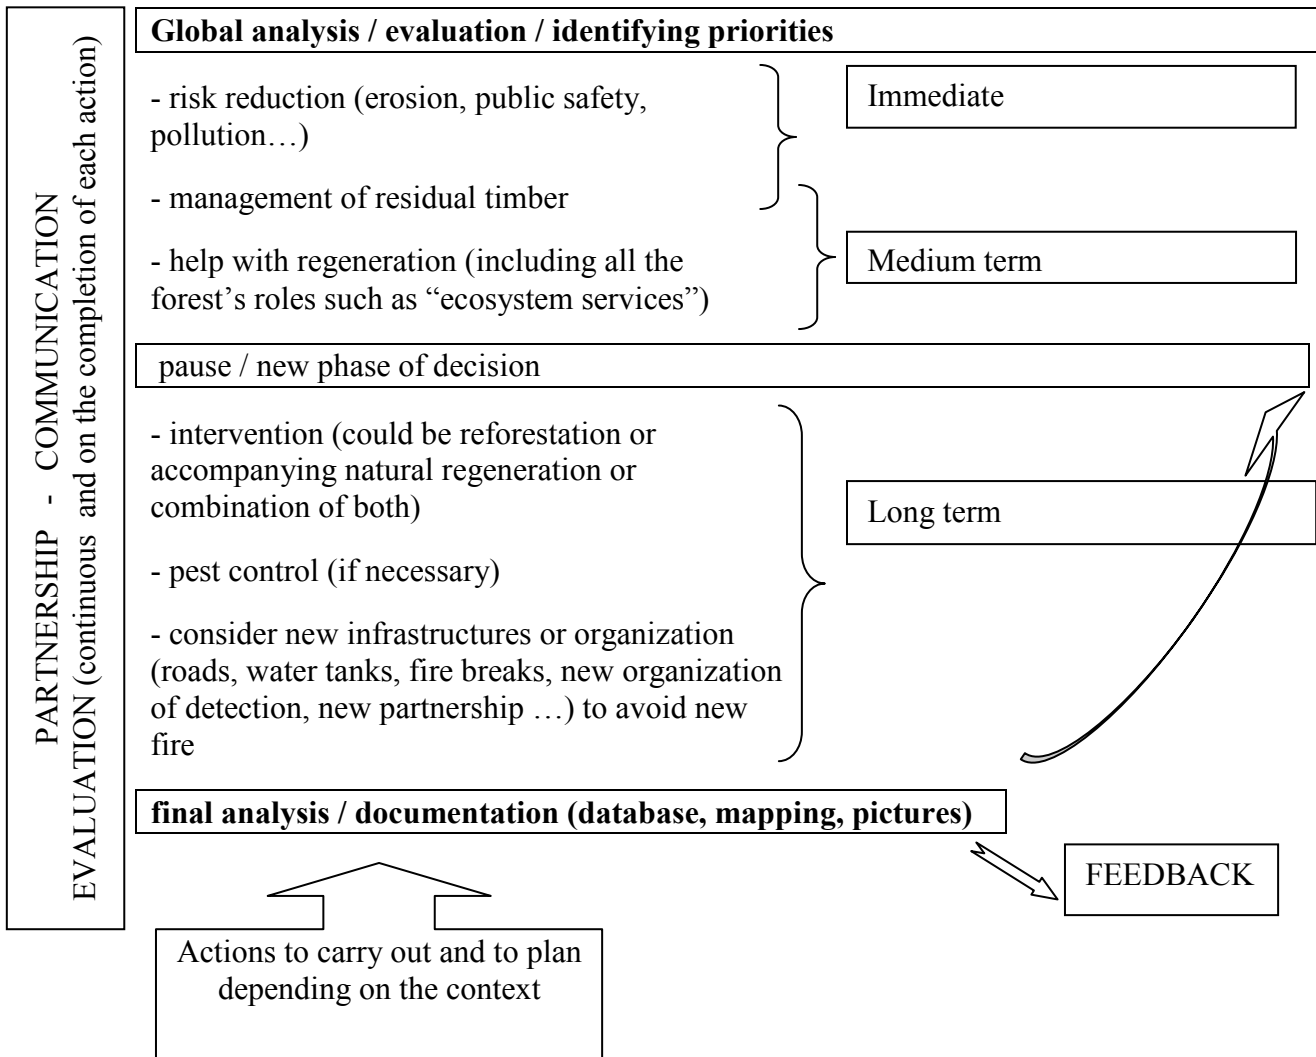 PARTNERSHIP - COMMUNICATION
EVALUATION (continuous and on the completion of each action)
Global analysis / evaluation / identifying priorities
- risk reduction (erosion, public safety,
pollution…)
Immediate
- management of residual timber
- help with regeneration (including all the
forest’s roles such as “ecosystem services”)
Medium term
pause / new phase of decision
- intervention (could be reforestation or
accompanying natural regeneration or
combination of both)
Long term
- pest control (if necessary)
- consider new infrastructures or organization
(roads, water tanks, fire breaks, new organization
of detection, new partnership …) to avoid new
fire
final analysis / documentation (database, mapping, pictures)
FEEDBACK
Actions to carry out and to plan
depending on the context